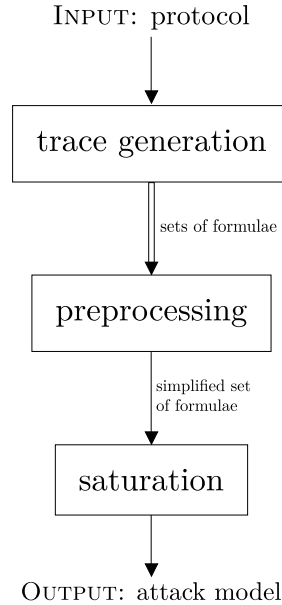 INPUT: protocol
trace generation
sets of formulae
preprocessing
simplified set
of formulae
saturation
OUTPUT: attack model